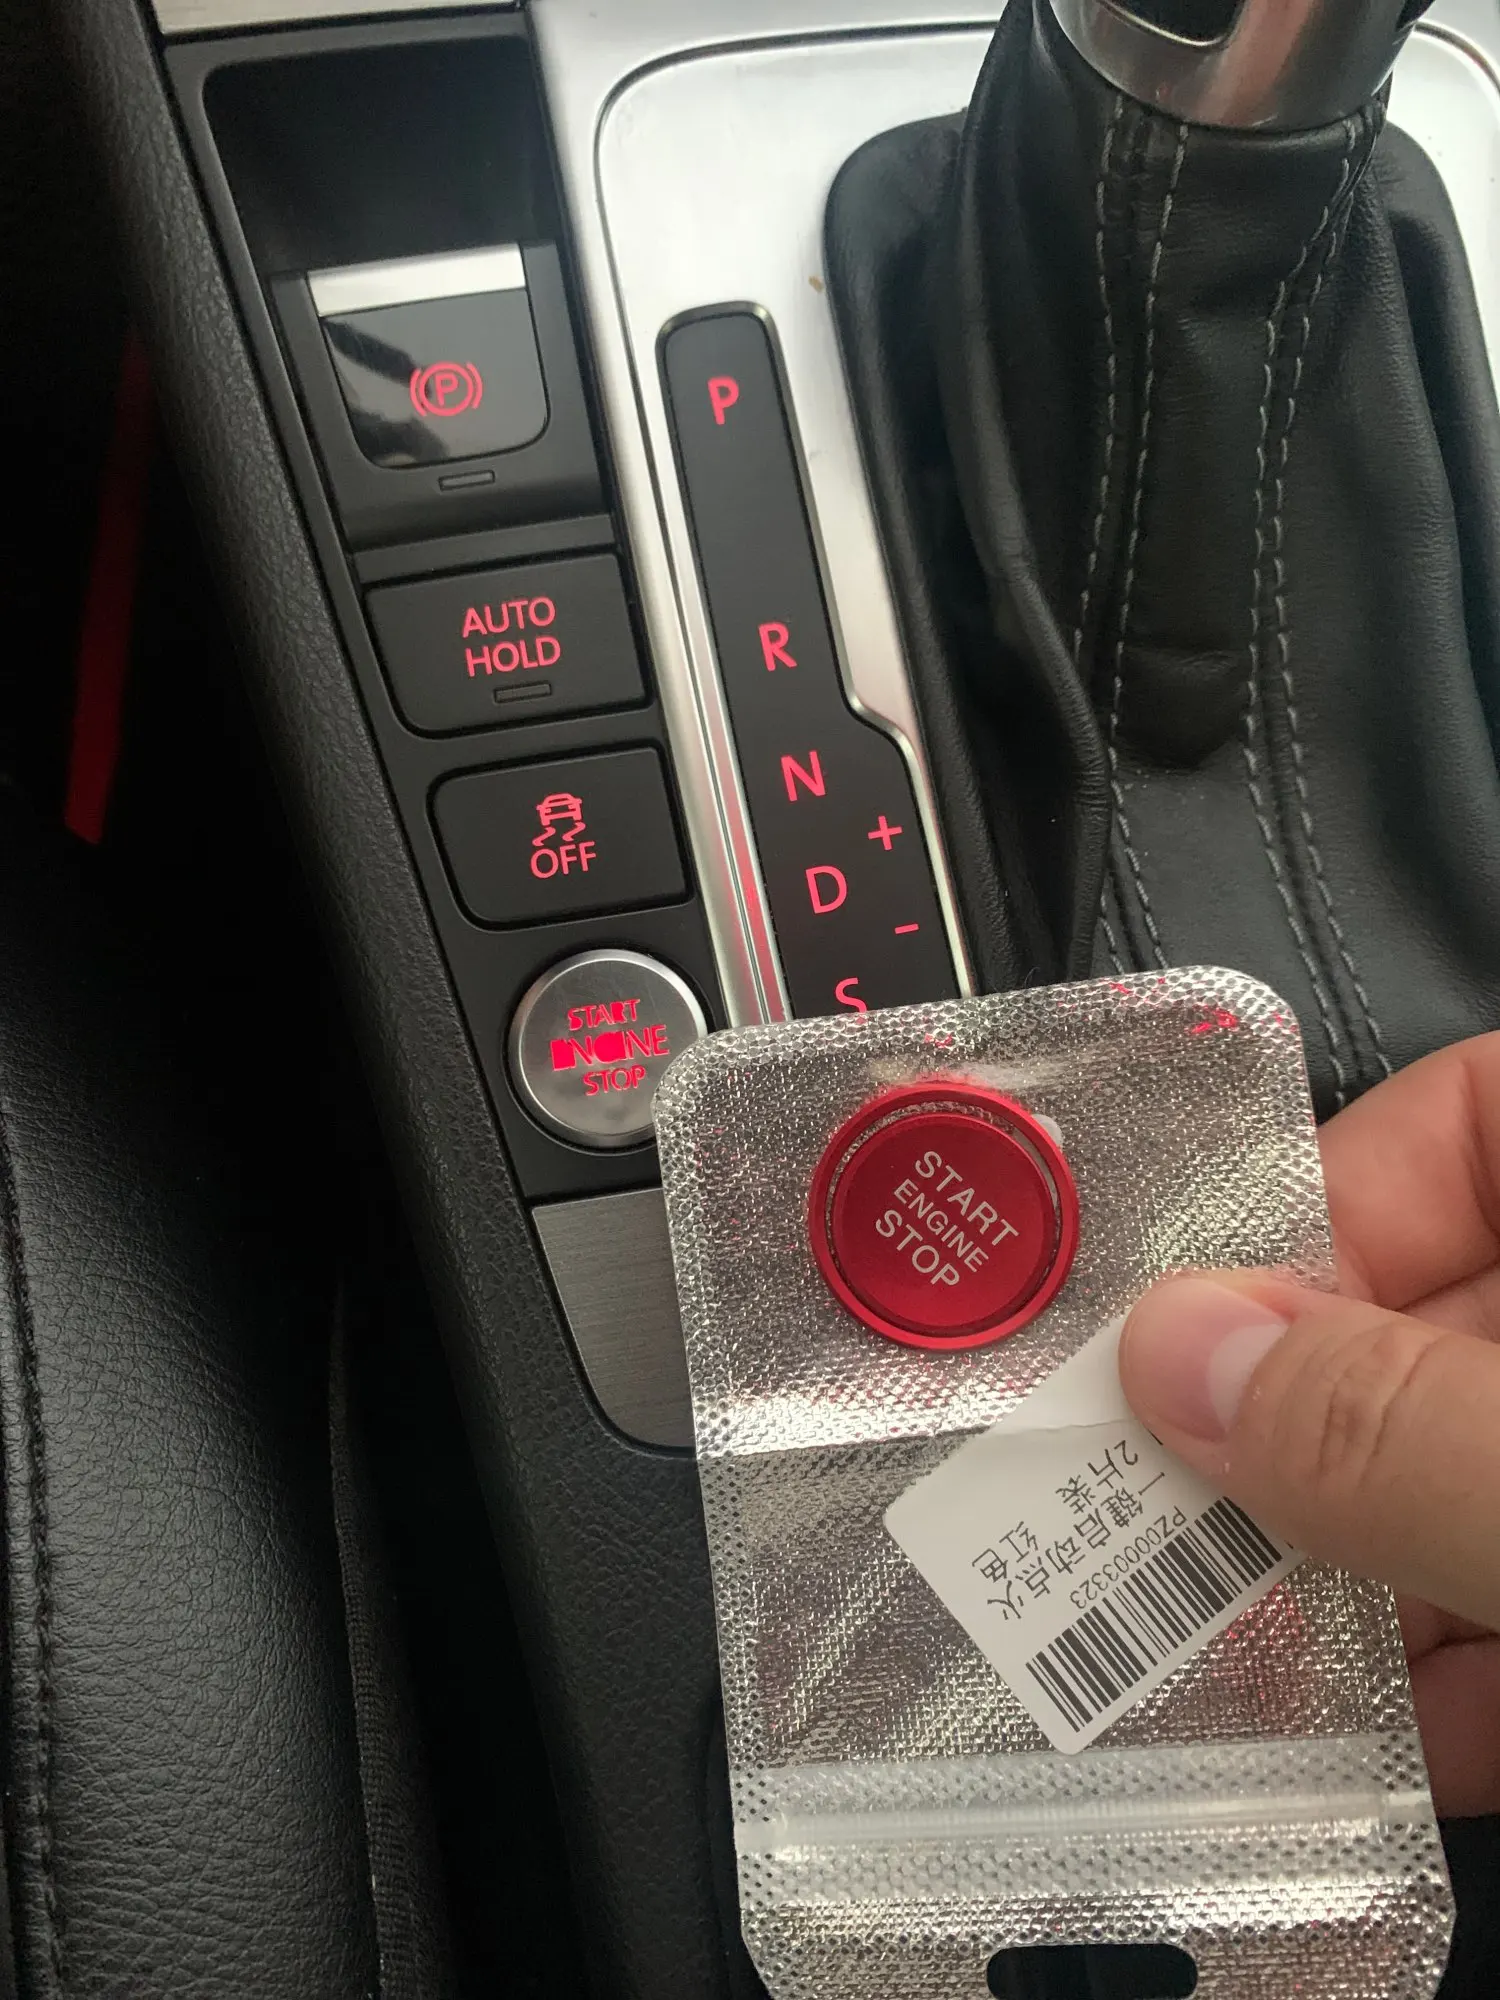 P
AUTO
HOLD
OFF
START
ENGINE
STOP
P
R
N
+
D
-
S
START
ENGINE
STOP
PZ000003323
一键启动点火
2片装 红色